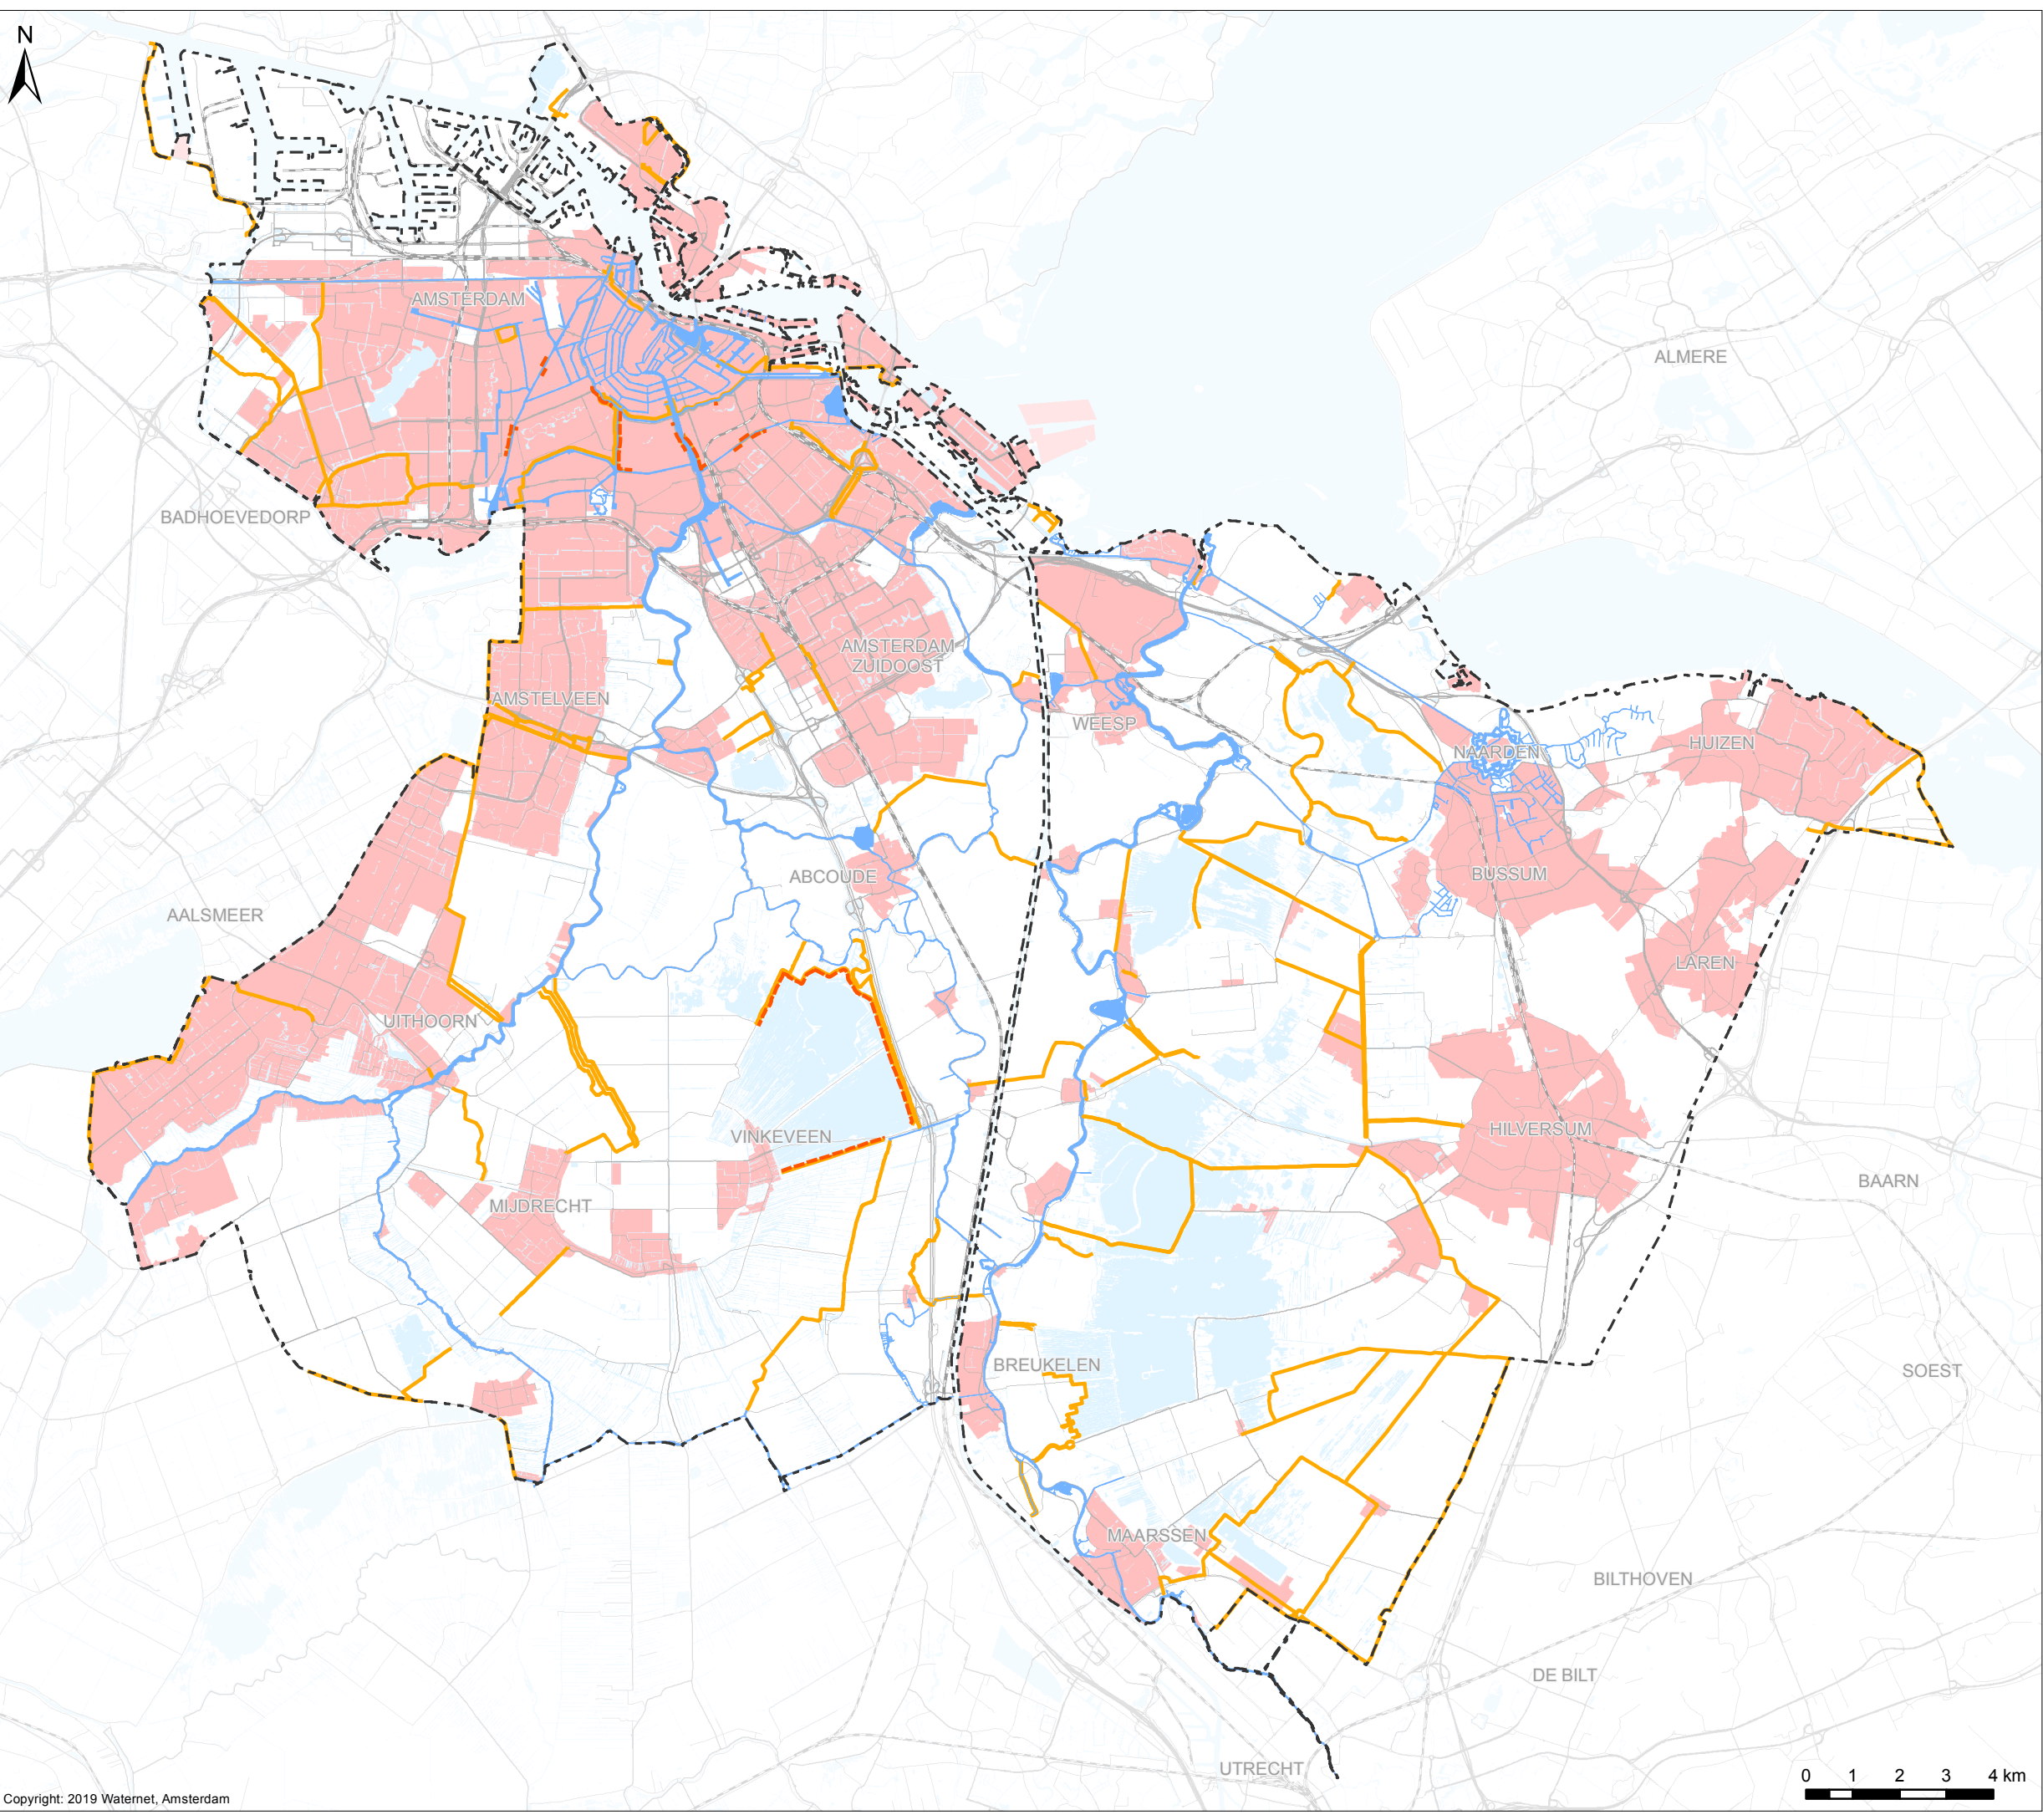 N
AMSTERDAM
ALMERE
BADHOEVEDORP
AMSTERDAM
ZUIDOOST
AMSTELVEEN
WEESP
NAARDEN
HUIZEN
ABCOUDE
BUSSUM
AALSMEER
LAREN
UITHOORN
VINKEVEEN
HILVERSUM
BAARN
MIJDRECHT
BREUKELEN
SOEST
MAARSSEN
BILTHOVEN
DE BILT
UTRECHT
0 1 2 3 4 km
Copyright: 2019 Waternet, Amsterdam